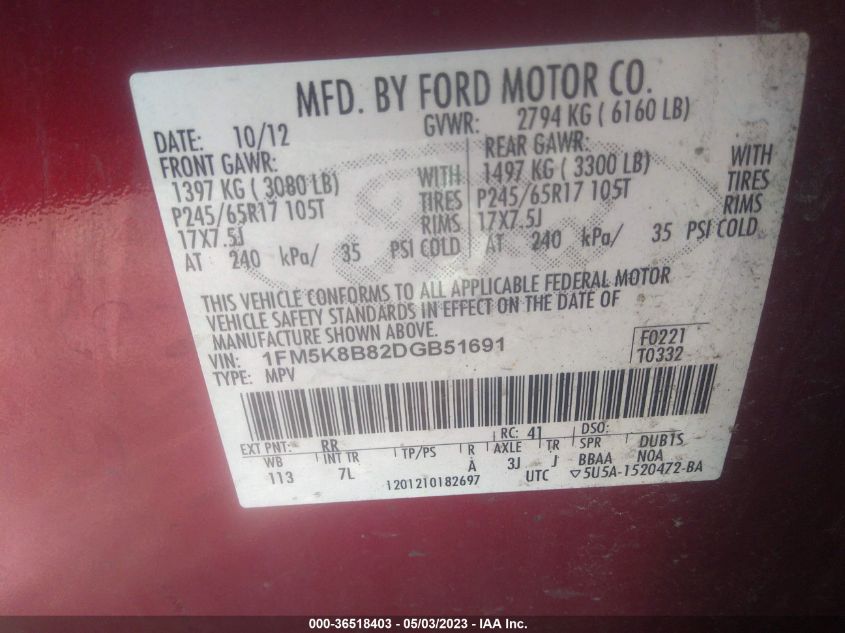 MFD. BY FORD MOTOR CO.
DATE: 10/12 GVWR: 2794 KG ( 6160 LB)
FRONT GAWR: REAR GAWR:
1397 KG ( 3080 LB) WITH 1497 KG ( 3300 LB) WITH
P245/65R17 105T TIRES P245/65R17 105T TIRES
17X7.5J RIMS 17X7.5J RIMS
AT 240 kPa/ 35 PSI COLD AT 240 kPa/ 35 PSI COLD
THIS VEHICLE CONFORMS TO ALL APPLICABLE FEDERAL MOTOR
VEHICLE SAFETY STANDARDS IN EFFECT ON THE DATE OF
MANUFACTURE SHOWN ABOVE.
VIN: 1FM5K8B82DGB51691 F0221
TYPE: MPV T0332
EXT PNT: RR RC: 41 DSO:
WB INT TR TP/PS R AXLE TR SPR DUB1S
113 7L A 3J J BBAA N0A
1201210182697 UTC ▽5U5A-1520472-BA
000-36518403 - 05/03/2023 - IAA Inc.